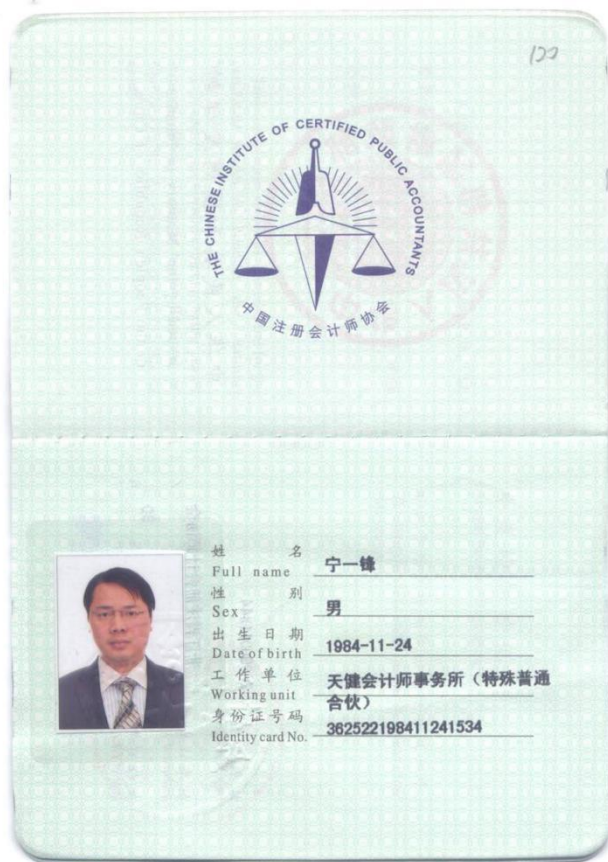 120
THE CHINESE INSTITUTE OF CERTIFIED PUBLIC ACCOUNTANTS
中国注册会计师协会
姓 名
Full name
宁一锋
性 别
Sex
男
出生日期
Date of birth
1984-11-24
工作单位
Working unit
天健会计师事务所（特殊普通
合伙）
身份证号码
Identity card No.
362522198411241534